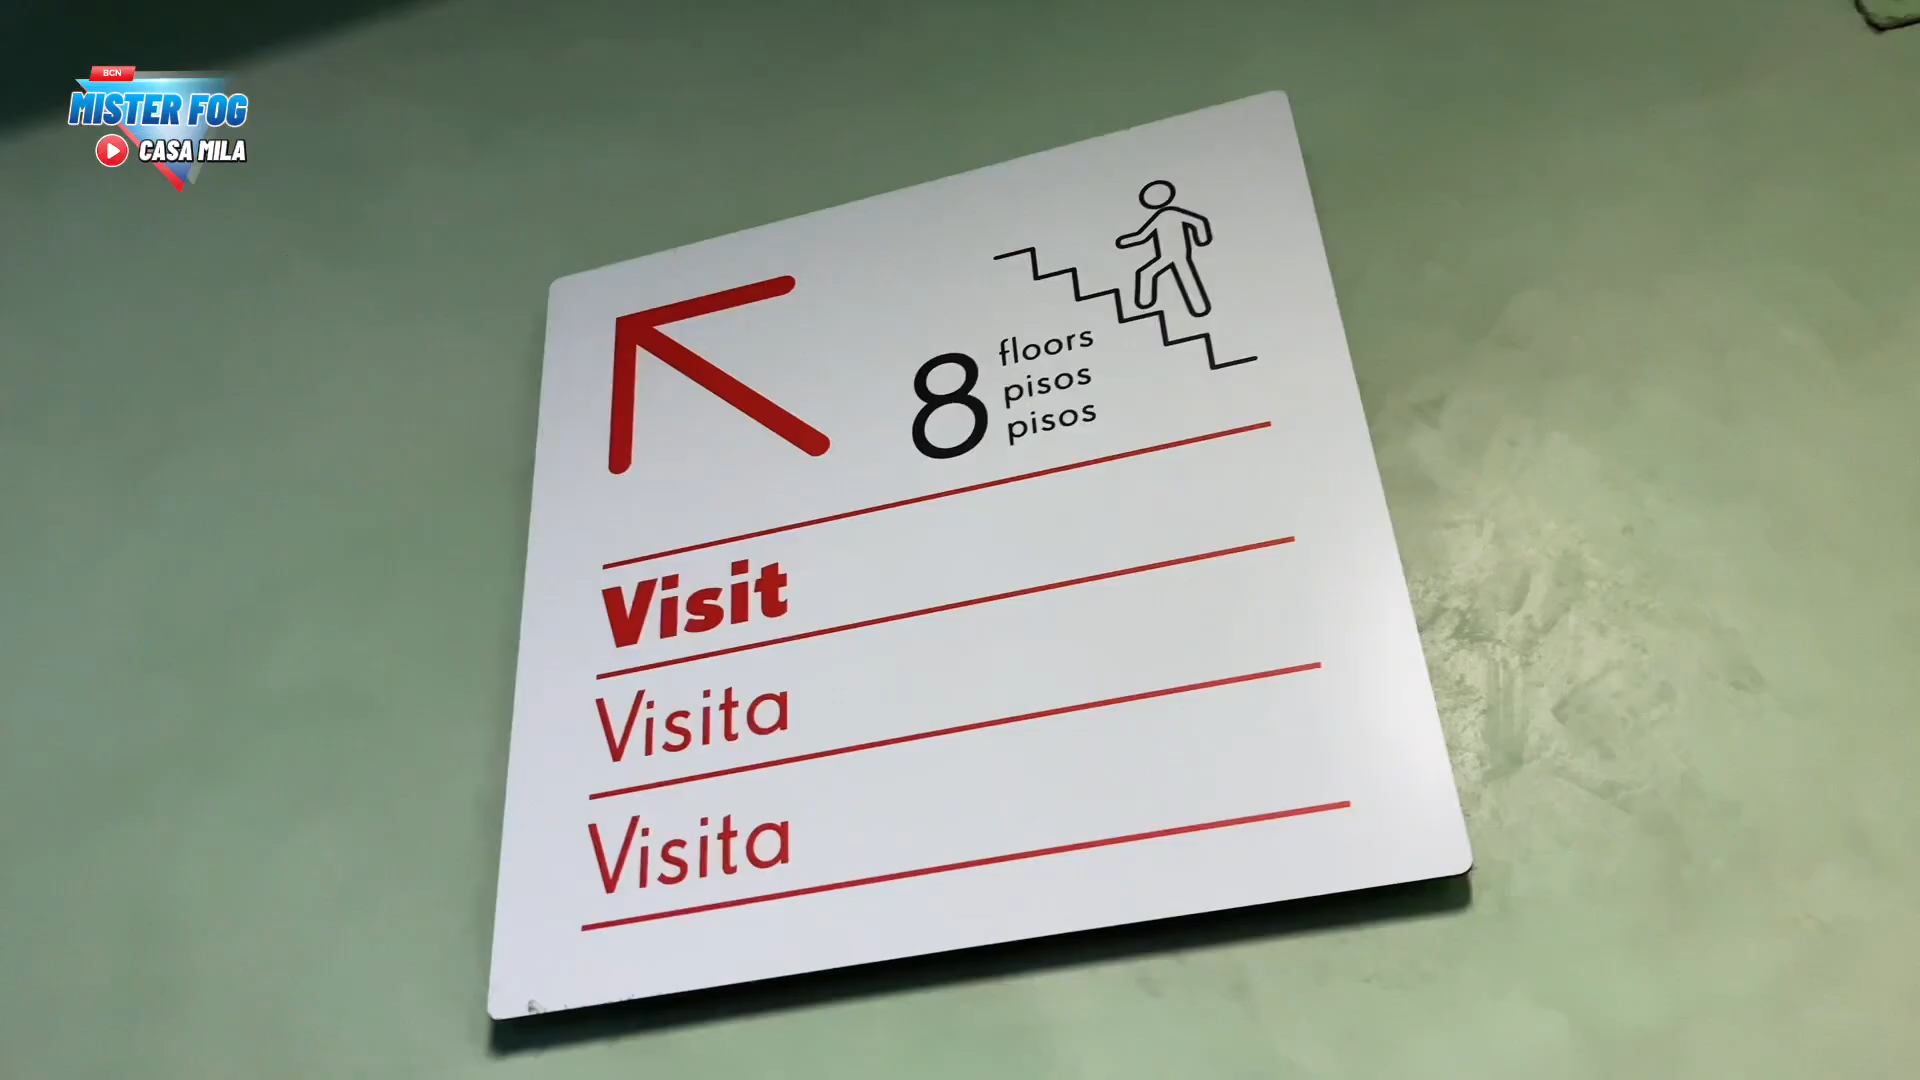 BCN
MISTER FOG
CASA MILA
8 floors
pisos
pisos
Visit
Visita
Visita